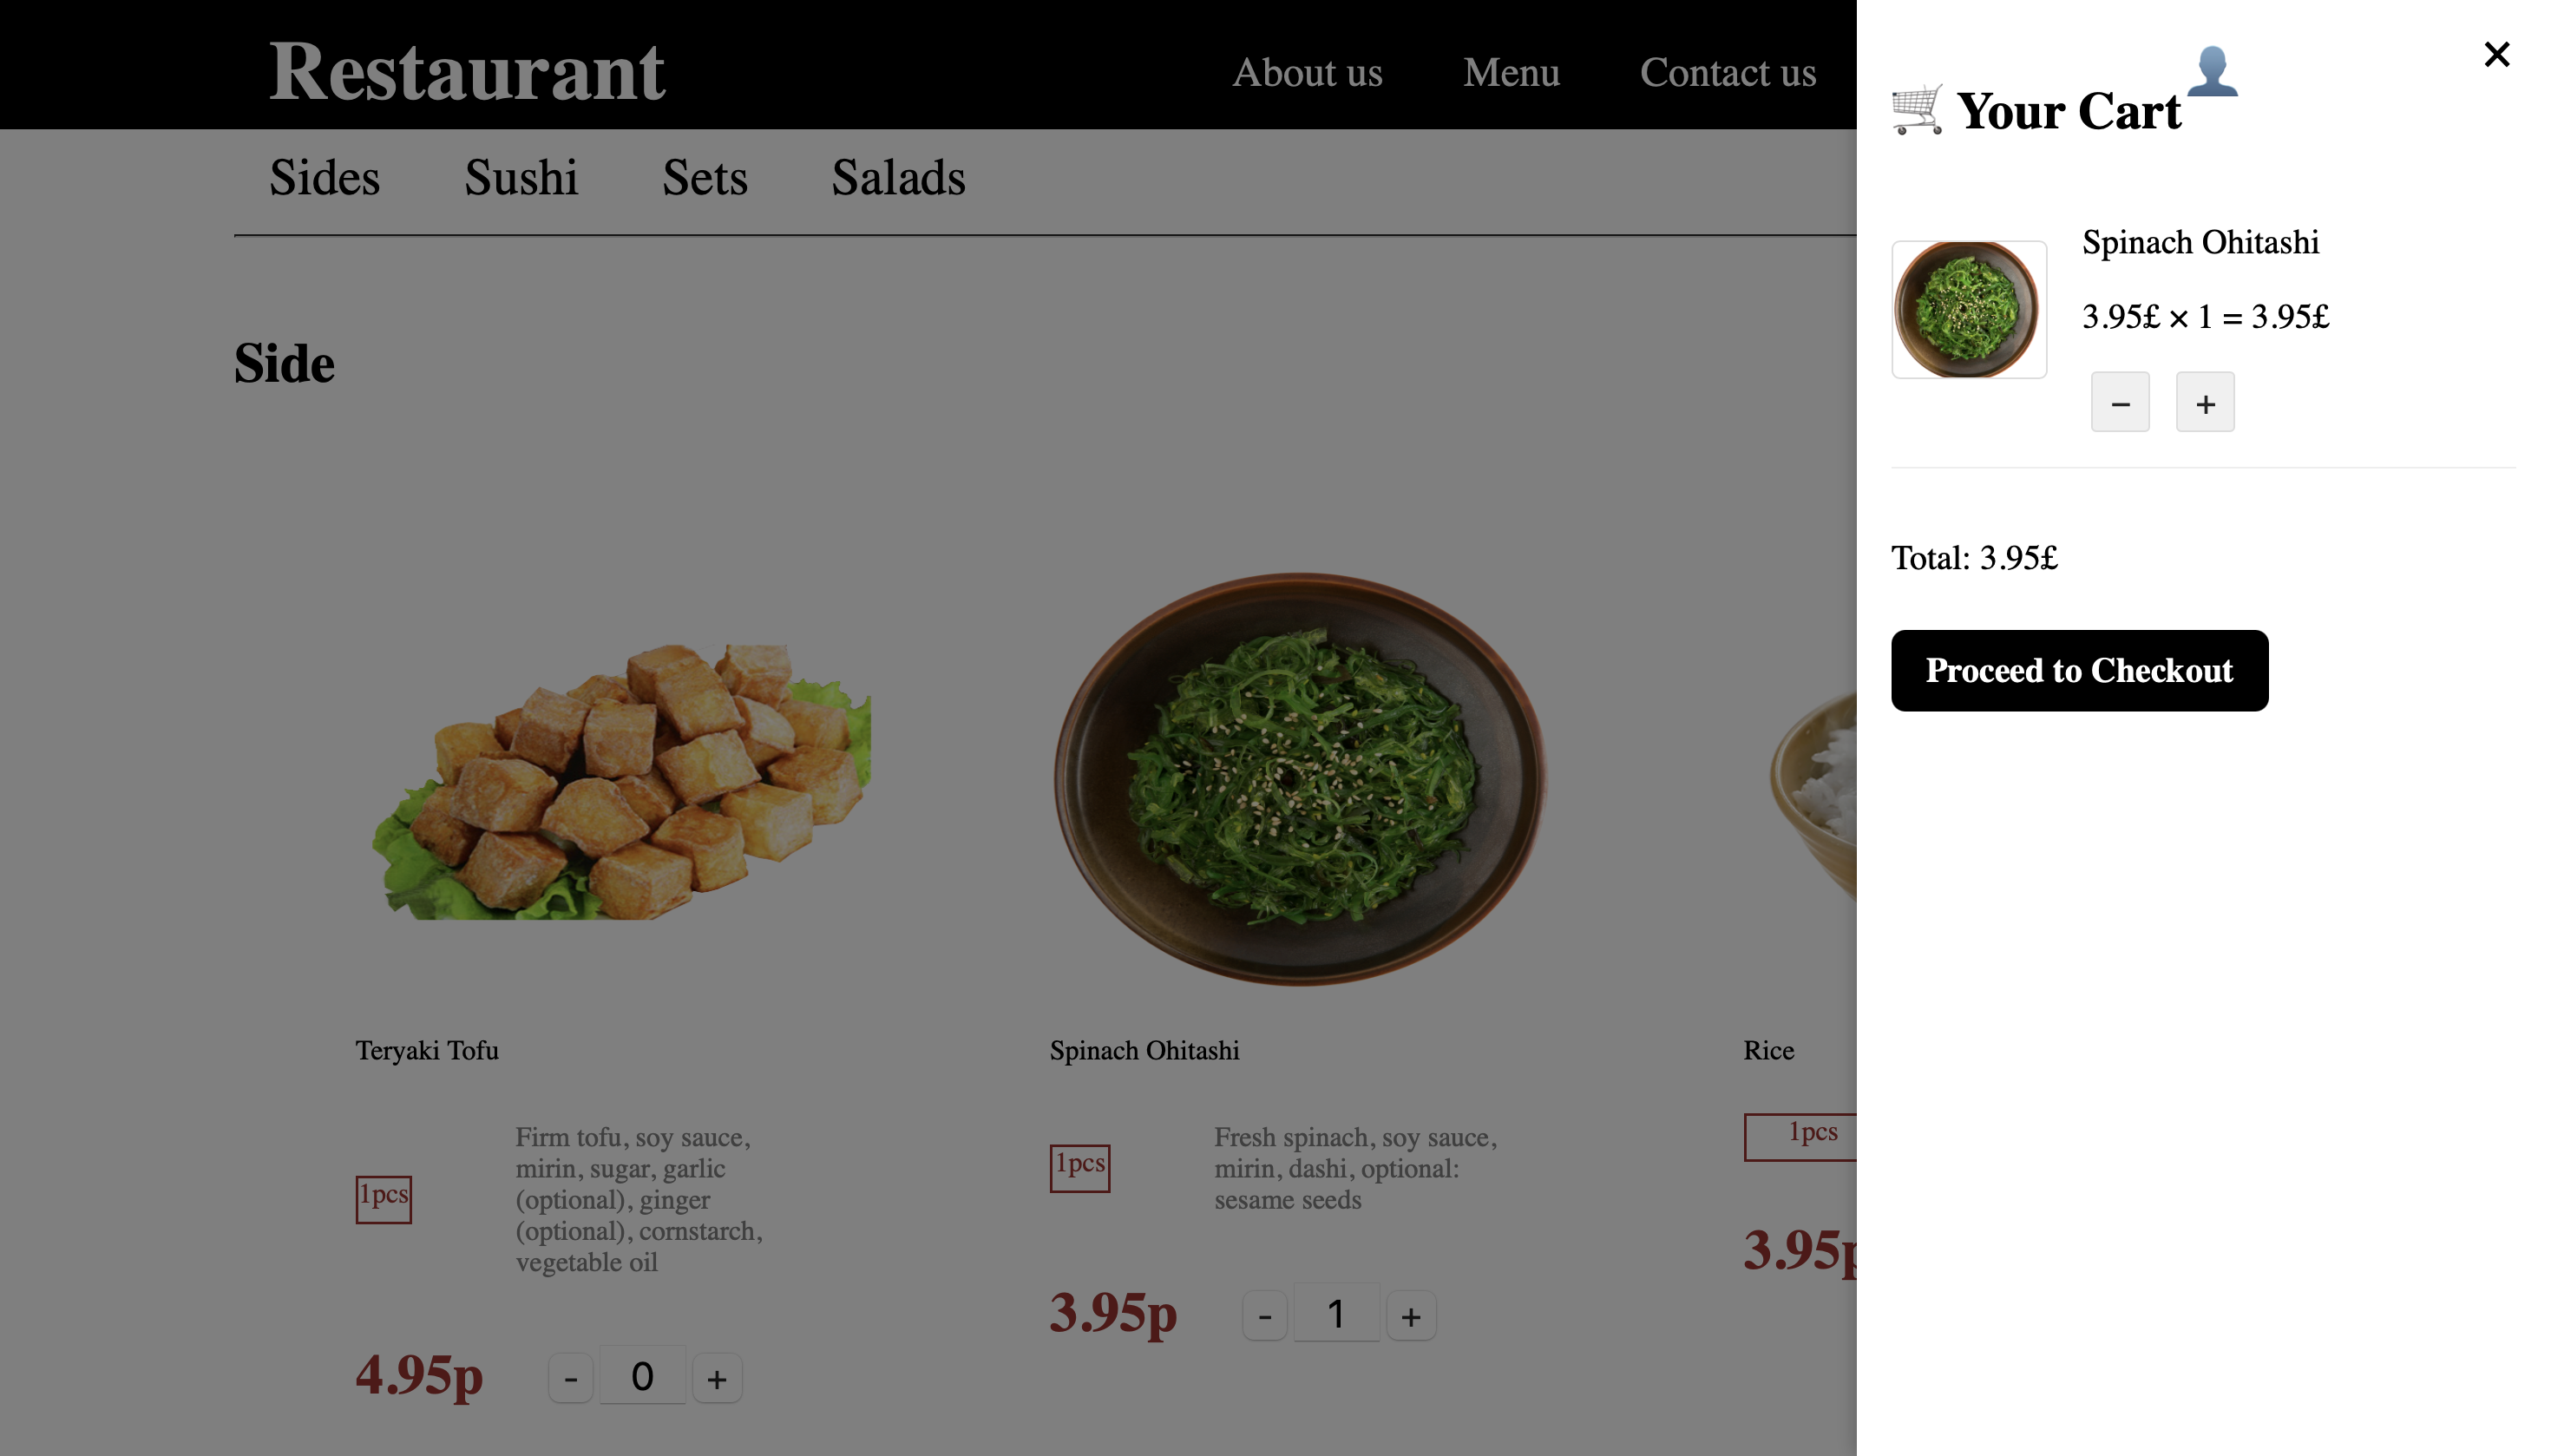 Restaurant
About us Menu Contact us
Sides Sushi Sets Salads
Side
Teryaki Tofu
1pcs
Firm tofu, soy sauce,
mirin, sugar, garlic
(optional), ginger
(optional), cornstarch,
vegetable oil
4.95p - 0 +
Spinach Ohitashi
1pcs
Fresh spinach, soy sauce,
mirin, dashi, optional:
sesame seeds
3.95p - 1 +
Rice
1pcs
3.95p
🛒 Your Cart 👤
×
Spinach Ohitashi
3.95£ × 1 = 3.95£
− +
Total: 3.95£
Proceed to Checkout